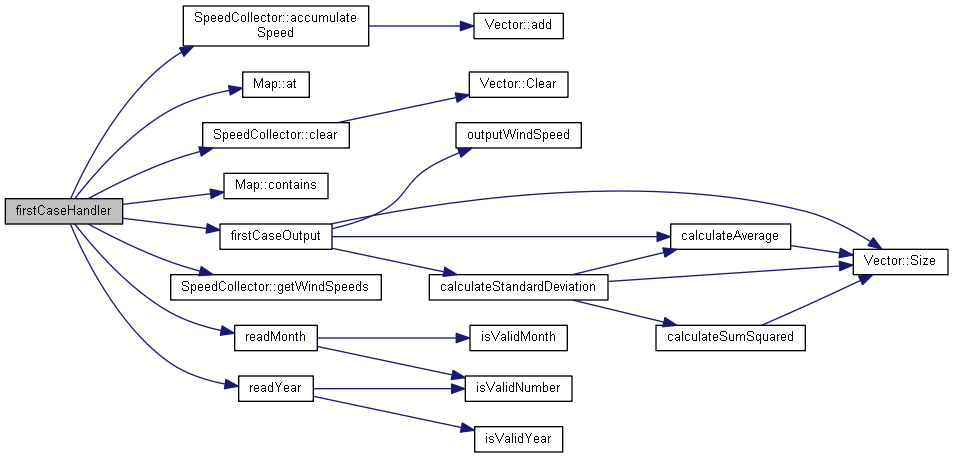 SpeedCollector::accumulate
Speed
Vector::add
Map::at
Vector::Clear
SpeedCollector::clear
outputWindSpeed
Map::contains
firstCaseHandler
firstCaseOutput
calculateAverage
Vector::Size
SpeedCollector::getWindSpeeds
calculateStandardDeviation
readMonth
isValidMonth
calculateSumSquared
readYear
isValidNumber
isValidYear